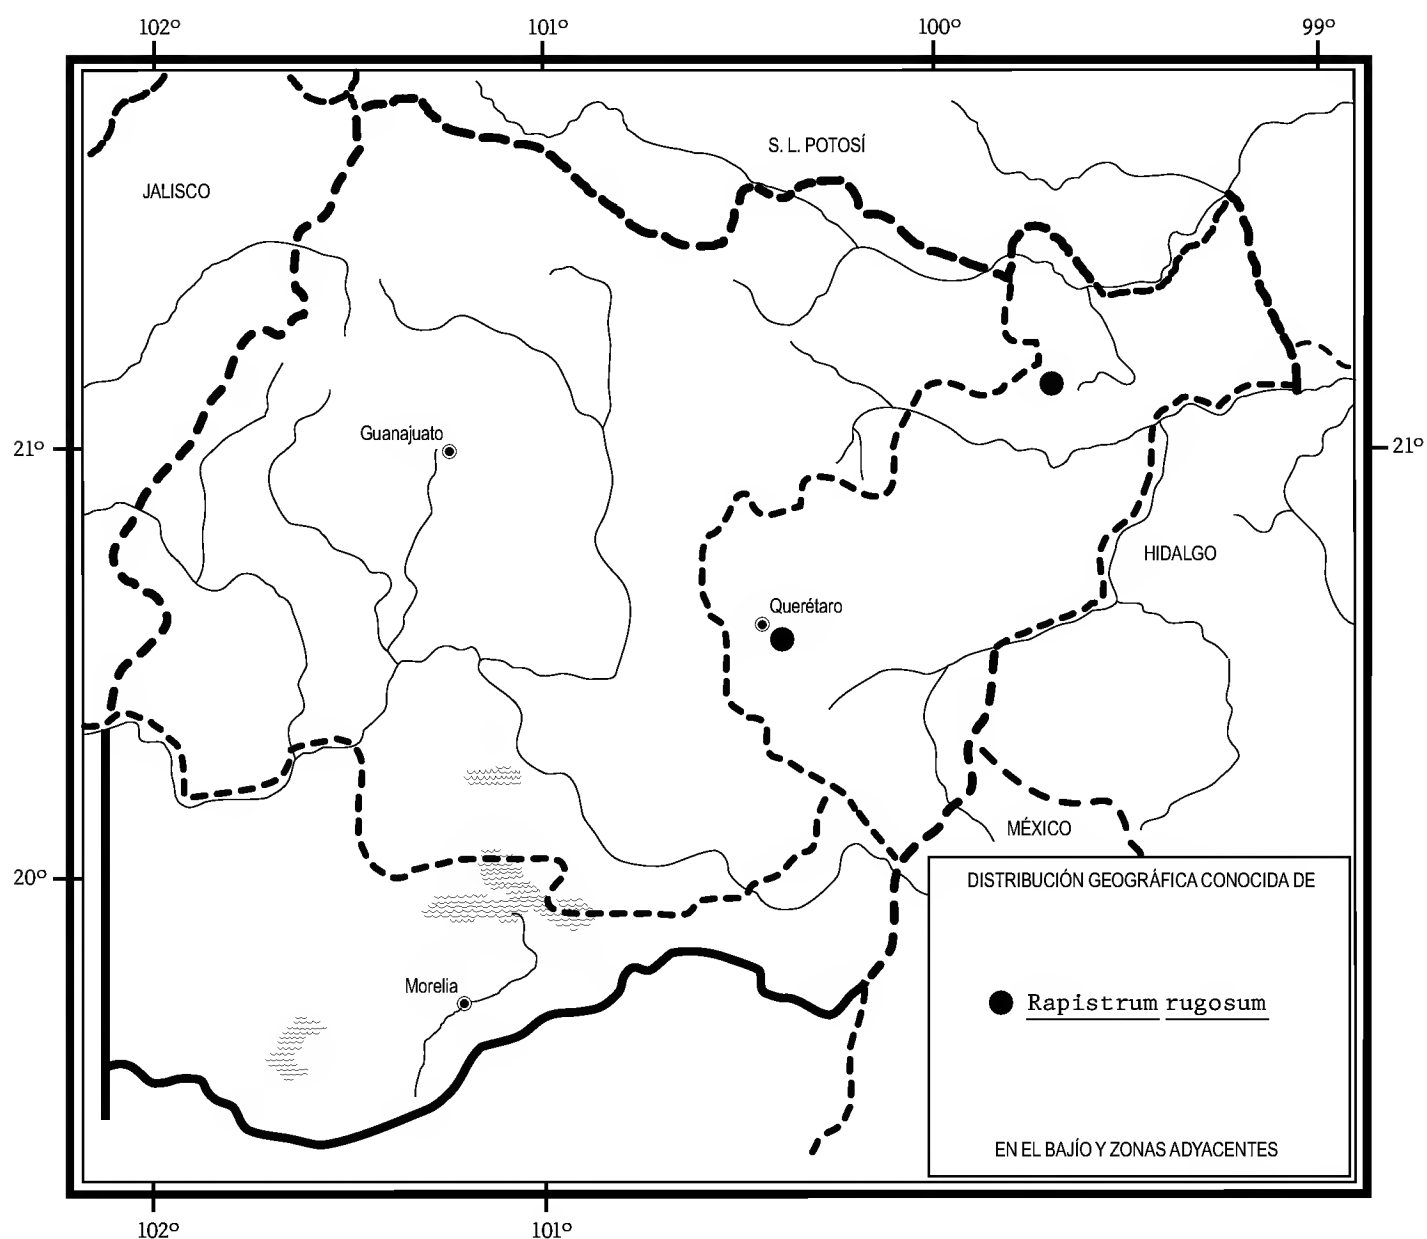 102º 101º 100º 99º
S. L. POTOSÍ
JALISCO
Guanajuato
21º 21º
HIDALGO
Querétaro
MÉXICO
20º
DISTRIBUCIÓN GEOGRÁFICA CONOCIDA DE
Morelia
Rapistrum rugosum
EN EL BAJÍO Y ZONAS ADYACENTES
102º 101º